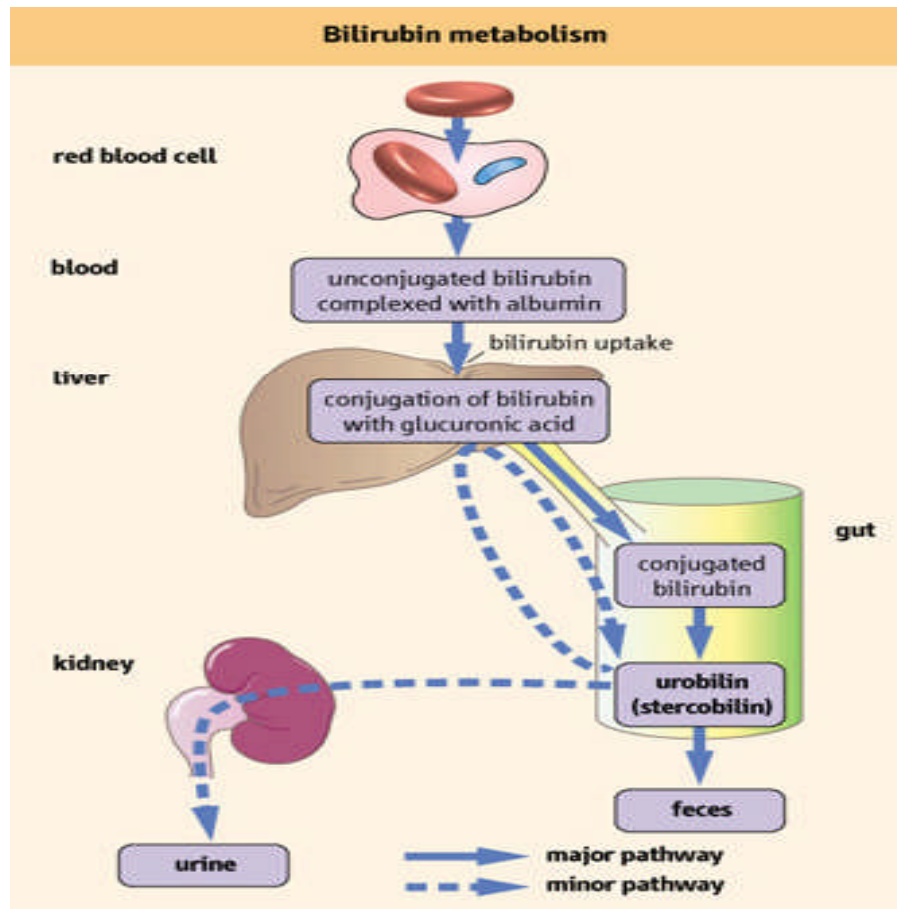 Bilirubin metabolism
red blood cell
blood
unconjugated bilirubin
complexed with albumin
bilirubin uptake
liver
conjugation of bilirubin
with glucuronic acid
gut
conjugated
bilirubin
kidney
urobilin
(stercobilin)
feces
urine
major pathway
minor pathway